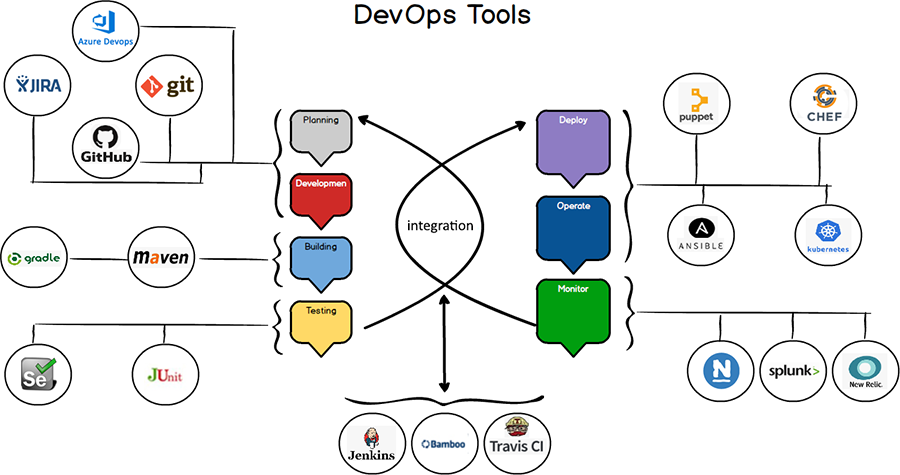 DevOps Tools
Azure Devops
JIRA
git
GitHub
gradle
maven
Se
JUnit
Planning
Developmen
Building
Testing
integration
Deploy
Operate
Monitor
puppet
CHEF
ANSIBLE
kubernetes
N
splunk>
New Relic.
Jenkins
Bamboo
Travis CI